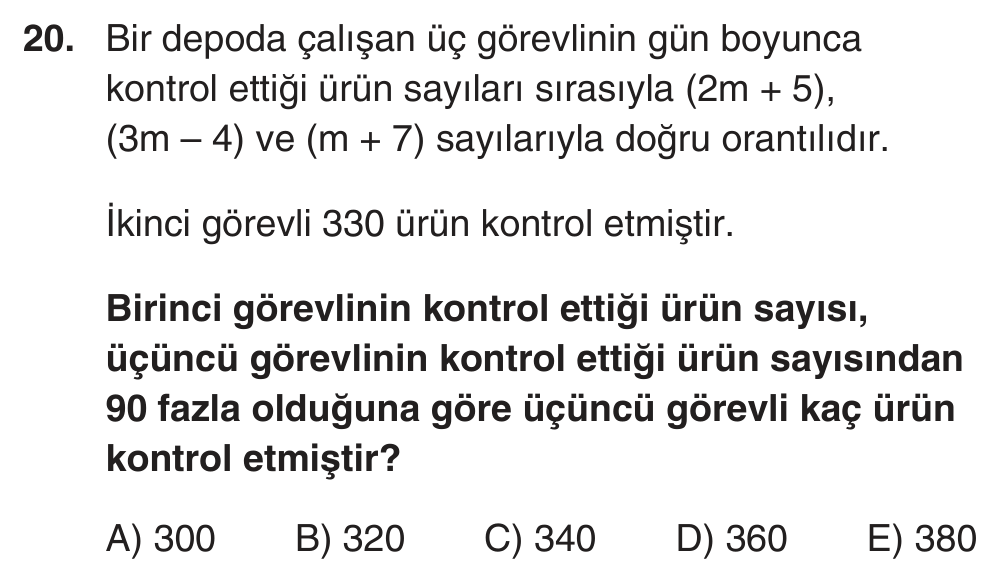 20. Bir depoda çalışan üç görevlinin gün boyunca
kontrol ettiği ürün sayıları sırasıyla (2m + 5),
(3m – 4) ve (m + 7) sayılarıyla doğru orantılıdır.
İkinci görevli 330 ürün kontrol etmiştir.
Birinci görevlinin kontrol ettiği ürün sayısı,
üçüncü görevlinin kontrol ettiği ürün sayısından
90 fazla olduğuna göre üçüncü görevli kaç ürün
kontrol etmiştir?
A) 300 B) 320 C) 340 D) 360 E) 380